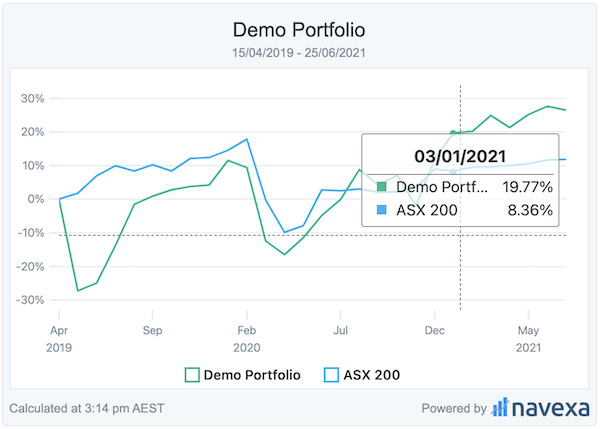 Demo Portfolio
15/04/2019 - 25/06/2021
30%
20%
10%
0%
-10%
-20%
-30%
03/01/2021
Demo Portf... 19.77%
ASX 200 8.36%
Apr Sep Feb Jul Dec May
2019 2020 2021
Demo Portfolio ASX 200
Calculated at 3:14 pm AEST Powered by navexa